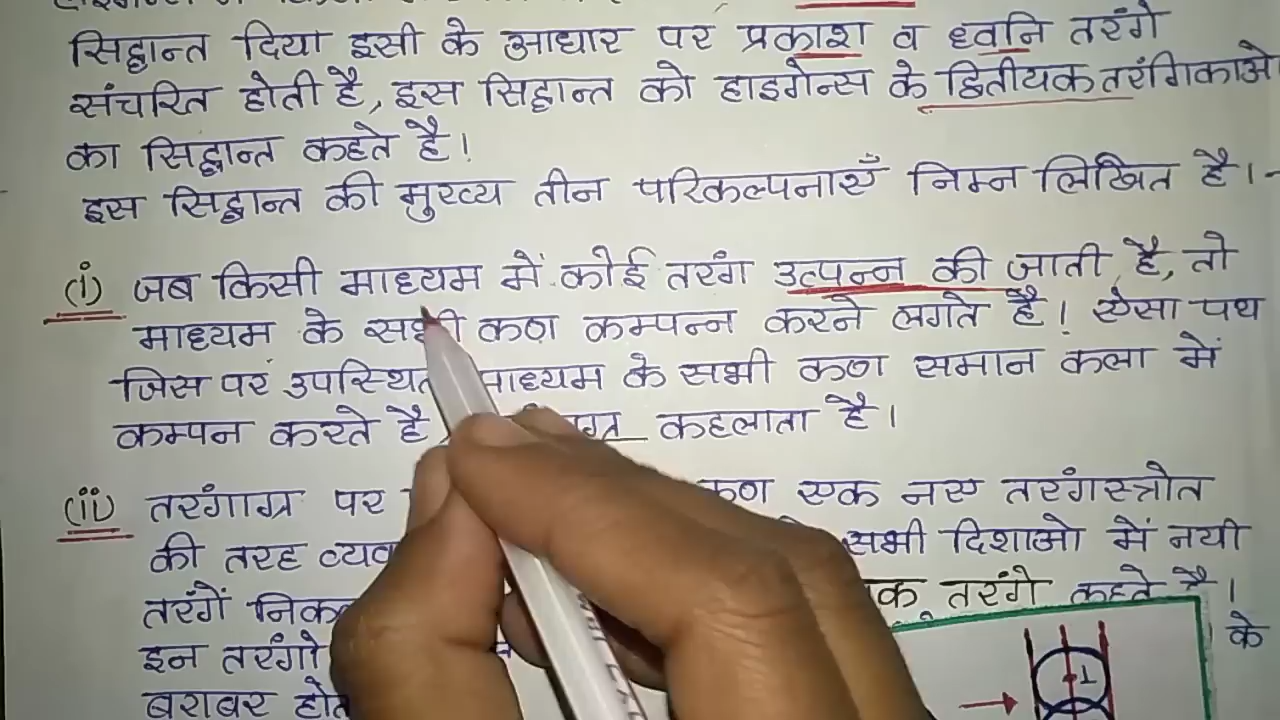 सिद्धान्त दिया इसी के आधार पर प्रकाश व ध्वनि तरंगे
संचरित होती है, इस सिद्धान्त को हाइगेन्स के द्वितीयक तरंगिकाओ
का सिद्धान्त कहते है।
इस सिद्धान्त की मुख्य तीन परिकल्पनाएँ निम्न लिखित है।-
(i) जब किसी माध्यम में कोई तरंग उत्पन्न की जाती है, तो
माध्यम के सभी कण कम्पन्न करने लगते है। ऐसा पथ
जिस पर उपस्थित माध्यम के सभी कण समान कला में
कम्पन करते है, कहलाता है।
(ii) तरंगाग्र पर कण एक नए तरंगस्त्रोत
की तरह सभी दिशाओ में नयी
तरंगें तरंगे कहते है।
इन तरंगो के
बराबर